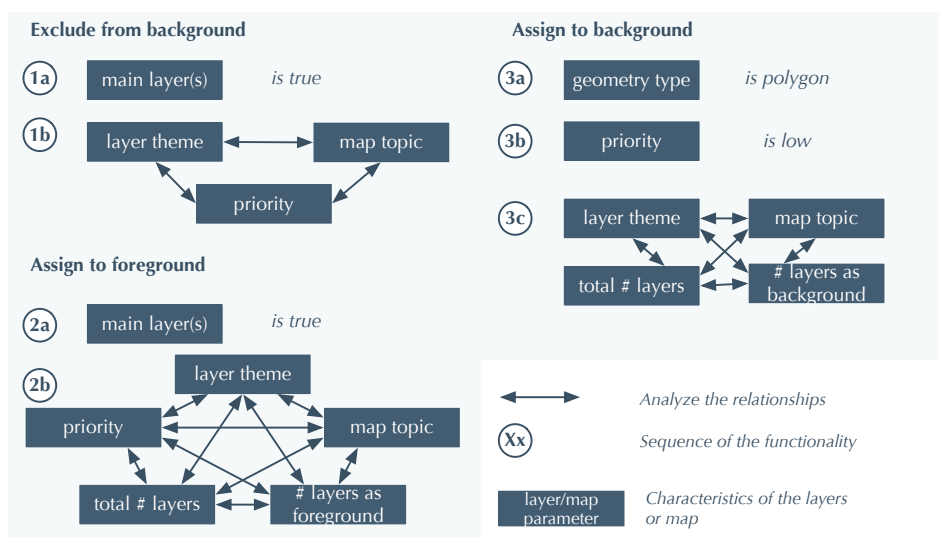 Exclude from background
1a
main layer(s)
is true
1b
layer theme
map topic
priority
Assign to foreground
2a
main layer(s)
is true
2b
layer theme
priority
map topic
total # layers
# layers as
foreground
Assign to background
3a
geometry type
is polygon
3b
priority
is low
3c
layer theme
map topic
total # layers
# layers as
background
Analyze the relationships
Xx
Sequence of the functionality
layer/map
parameter
Characteristics of the layers
or map